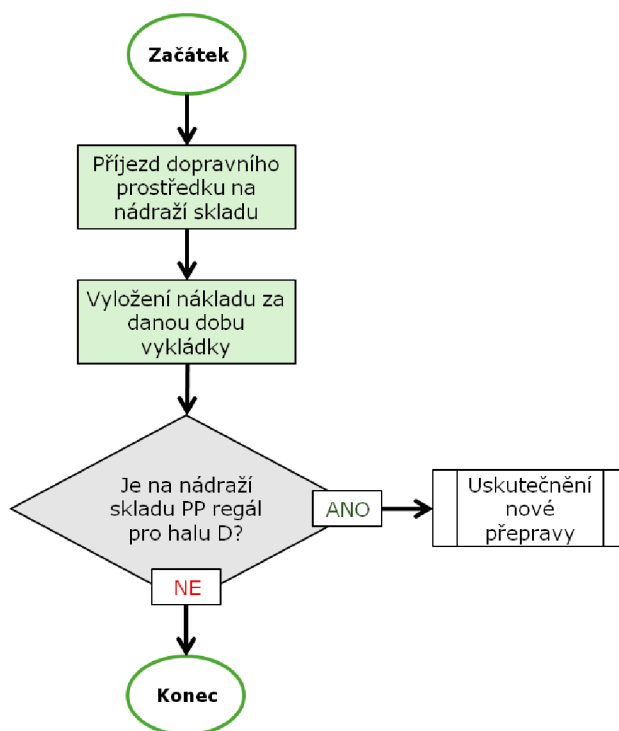 Začátek
Příjezd dopravního
prostředku na
nádraží skladu
Vyložení nákladu za
danou dobu
vykládky
Je na nádraží
skladu PP regál
pro halu D?
ANO
Uskutečnění
nové
přepravy
NE
Konec